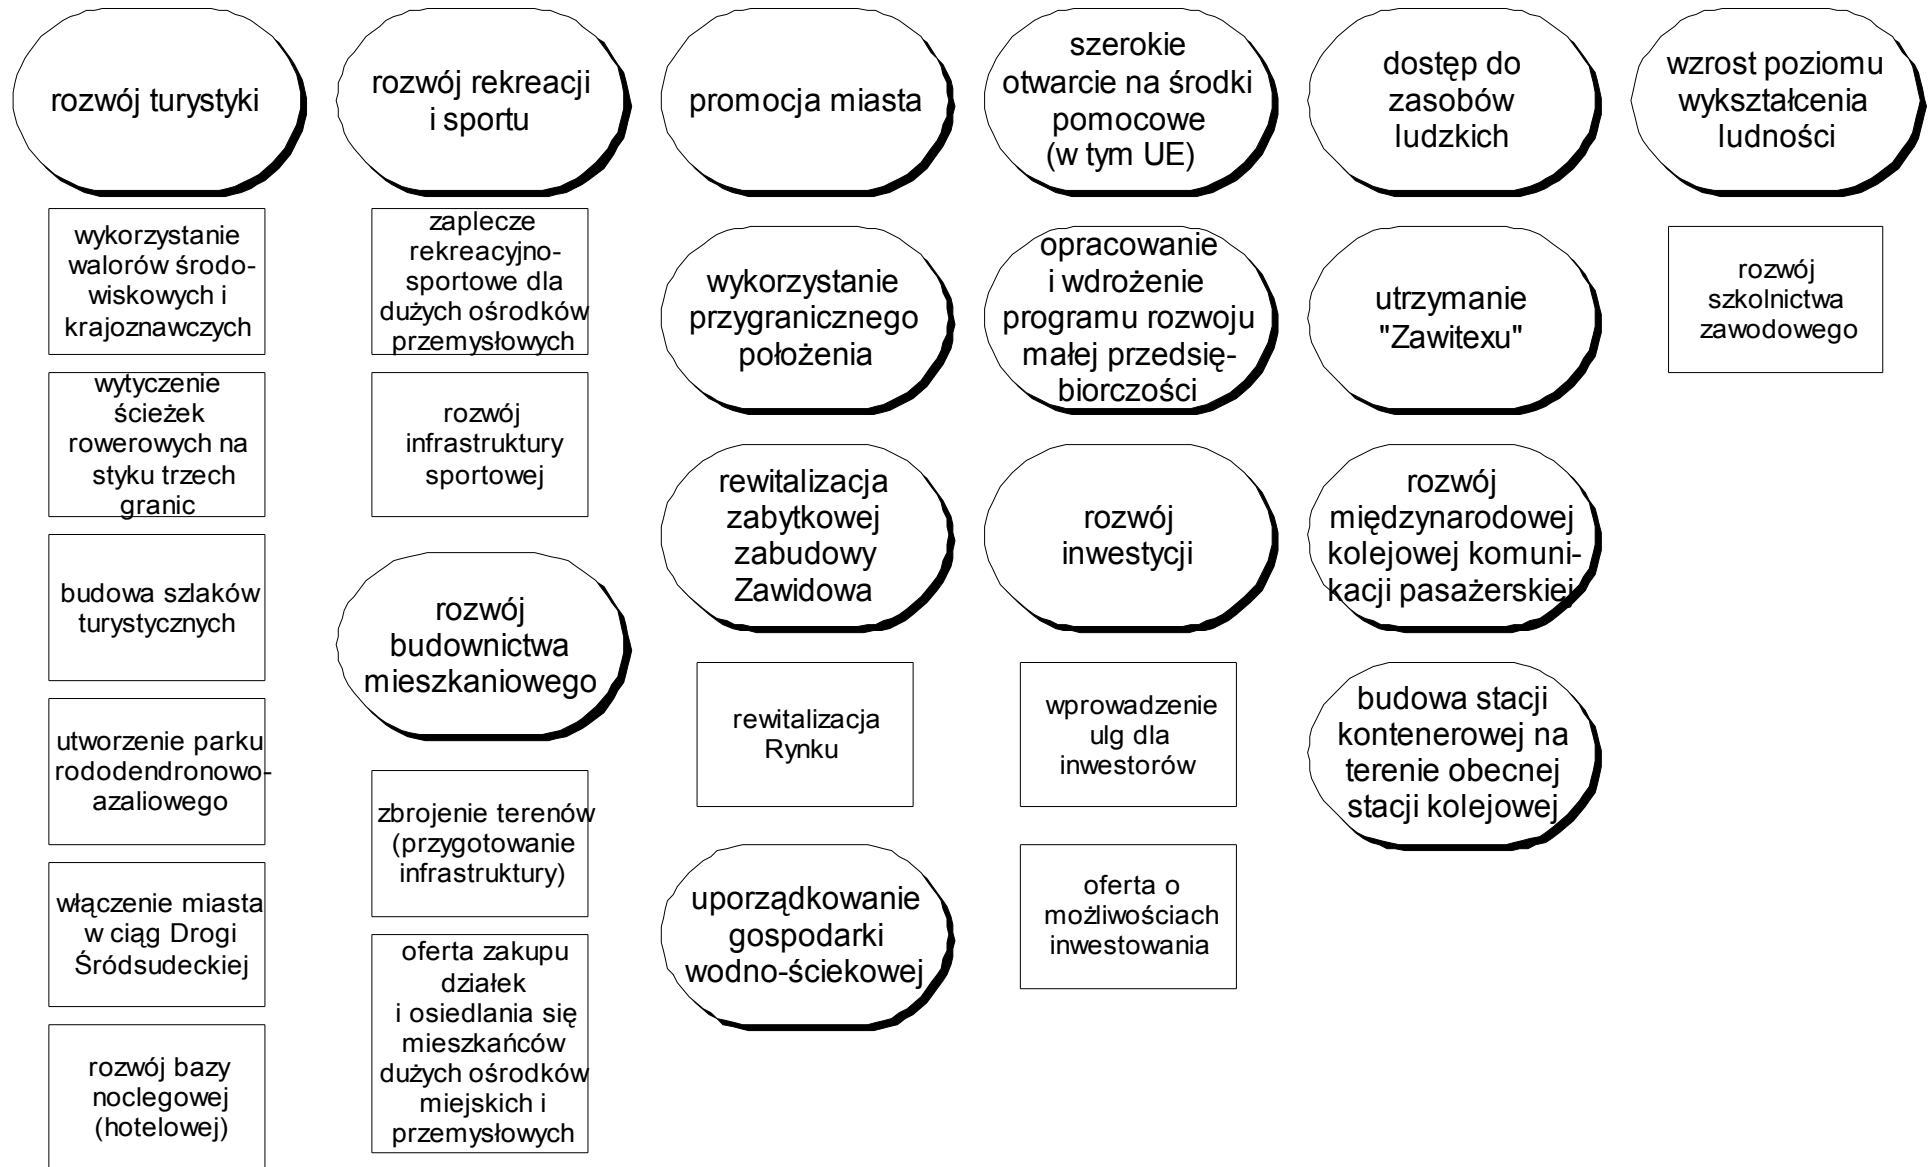 rozwój turystyki
wykorzystanie
walorów środo-
wiskowych i
krajoznawczych
wytyczenie
ścieżek
rowerowych na
styku trzech
granic
budowa szlaków
turystycznych
utworzenie parku
rododendronowo-
azaliowego
włączenie miasta
w ciąg Drogi
Śródsudeckiej
rozwój bazy
noclegowej
(hotelowej)
rozwój rekreacji
i sportu
zaplecze
rekreacyjno-
sportowe dla
dużych ośrodków
przemysłowych
rozwój
infrastruktury
sportowej
rozwój
budownictwa
mieszkaniowego
zbrojenie terenów
(przygotowanie
infrastruktury)
oferta zakupu
działek
i osiedlania się
mieszkańców
dużych ośrodków
miejskich i
przemysłowych
promocja miasta
wykorzystanie
przygranicznego
położenia
rewitalizacja
zabytkowej
zabudowy
Zawidowa
rewitalizacja
Rynku
uporządkowanie
gospodarki
wodno-ściekowej
szerokie
otwarcie na środki
pomocowe
(w tym UE)
opracowanie
i wdrożenie
programu rozwoju
małej przedsię-
biorczości
rozwój
inwestycji
wprowadzenie
ulg dla
inwestorów
oferta o
możliwościach
inwestowania
dostęp do
zasobów
ludzkich
utrzymanie
"Zawitexu"
rozwój
międzynarodowej
kolejowej komuni-
kacji pasażerskiej
budowa stacji
kontenerowej na
terenie obecnej
stacji kolejowej
wzrost poziomu
wykształcenia
ludności
rozwój
szkolnictwa
zawodowego